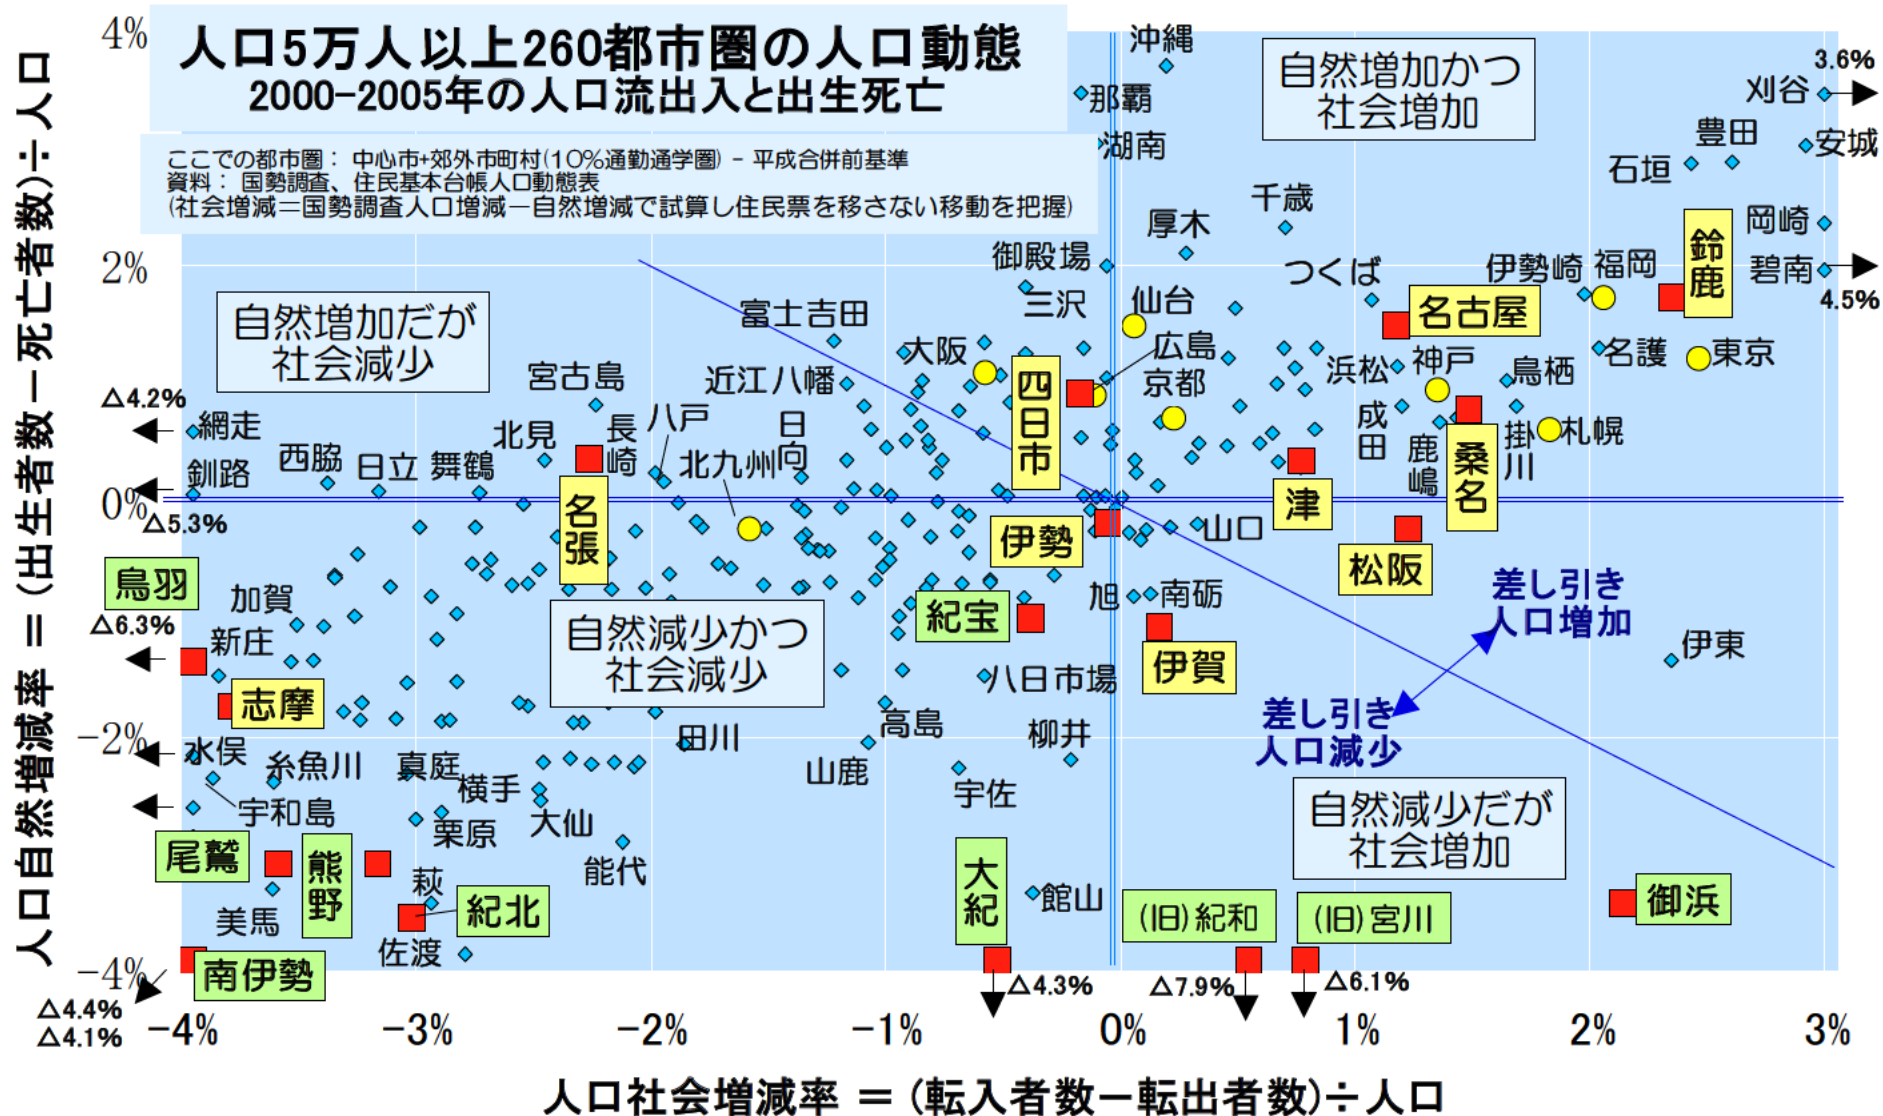 人口5万人以上260都市圏の人口動態
2000-2005年の人口流出入と出生死亡
ここでの都市圏： 中心市+郊外市町村(10%通勤通学圏) - 平成合併前基準
資料： 国勢調査、住民基本台帳人口動態表
(社会増減＝国勢調査人口増減－自然増減で試算し住民票を移さない移動を把握)
人口自然増減率 ＝ (出生者数－死亡者数)÷人口
4%
2%
0%
-2%
-4%
自然増加かつ
社会増加
自然増加だが
社会減少
自然減少かつ
社会減少
自然減少だが
社会増加
差し引き
人口増加
差し引き
人口減少
沖縄
那覇
湖南
3.6%
刈谷
豊田
安城
石垣
千歳
厚木
岡崎
鈴鹿
御殿場
つくば
伊勢崎
福岡
碧南
4.5%
三沢
仙台
名古屋
富士吉田
大阪
広島
名護
東京
浜松
神戸
鳥栖
宮古島
近江八幡
四日市
京都
△4.2%
網走
北見
長崎
八戸
日向
成田
鹿嶋
桑名
掛川
札幌
西脇
日立
舞鶴
北九州
釧路
△5.3%
名張
伊勢
山口
津
松阪
鳥羽
△6.3%
加賀
新庄
紀宝
旭
南砺
伊賀
伊東
志摩
八日市場
高島
田川
柳井
水俣
糸魚川
真庭
横手
山鹿
宇佐
宇和島
栗原
大仙
尾鷲
熊野
能代
萩
大紀
館山
(旧)紀和
(旧)宮川
御浜
美馬
紀北
佐渡
南伊勢
△4.3%
△7.9%
△6.1%
△4.4%
△4.1%
-4%
-3%
-2%
-1%
0%
1%
2%
3%
人口社会増減率 ＝ (転入者数－転出者数)÷人口